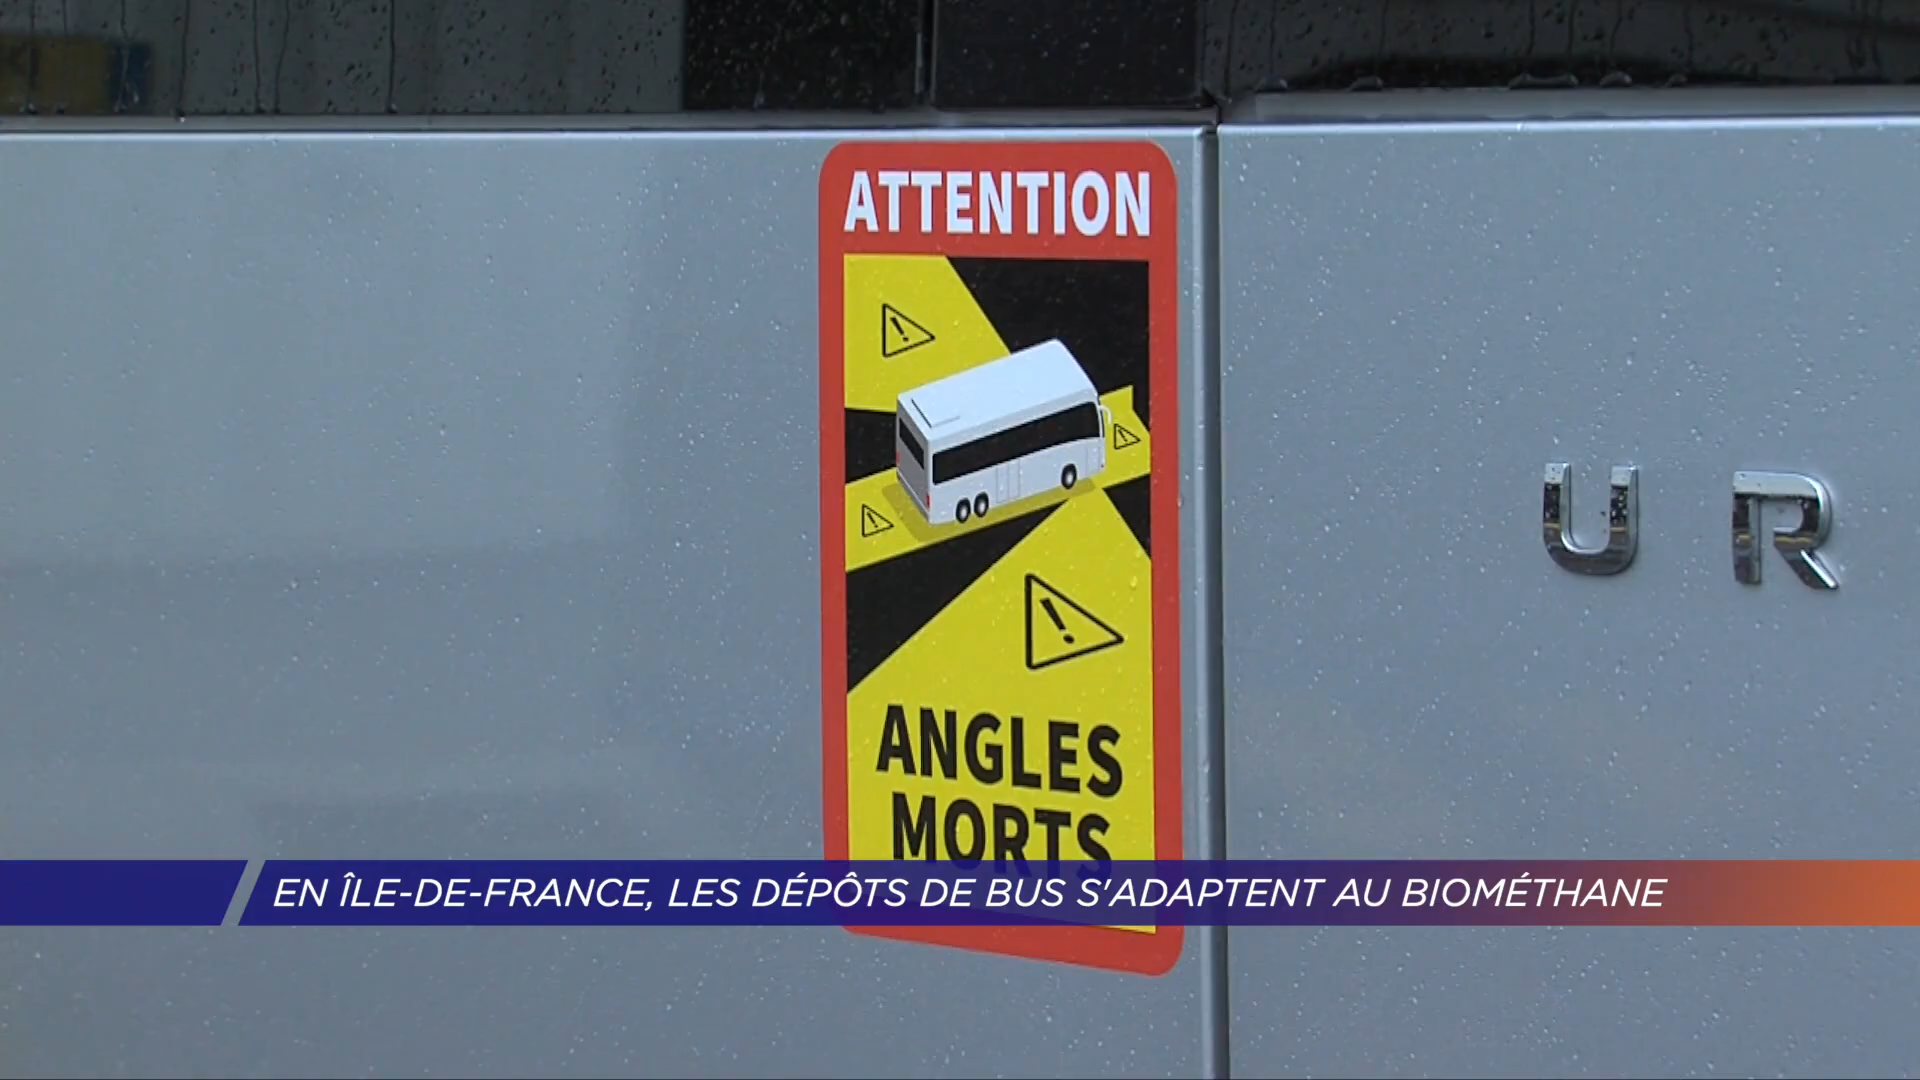 ATTENTION
U R
ANGLES
MORTS
EN ÎLE-DE-FRANCE, LES DÉPÔTS DE BUS S'ADAPTENT AU BIOMÉTHANE